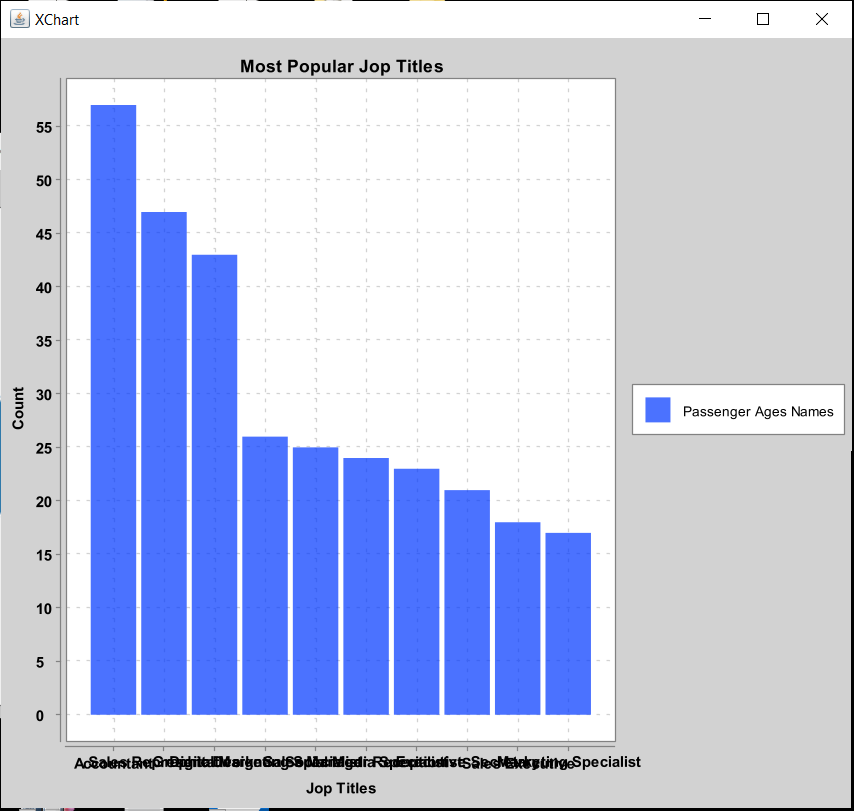 XChart
Most Popular Jop Titles
55
50
45
40
35
30
25
20
15
10
5
0
Count
Passenger Ages Names
Accountant
Sales
Digital
Marketing Specialist
Jop Titles